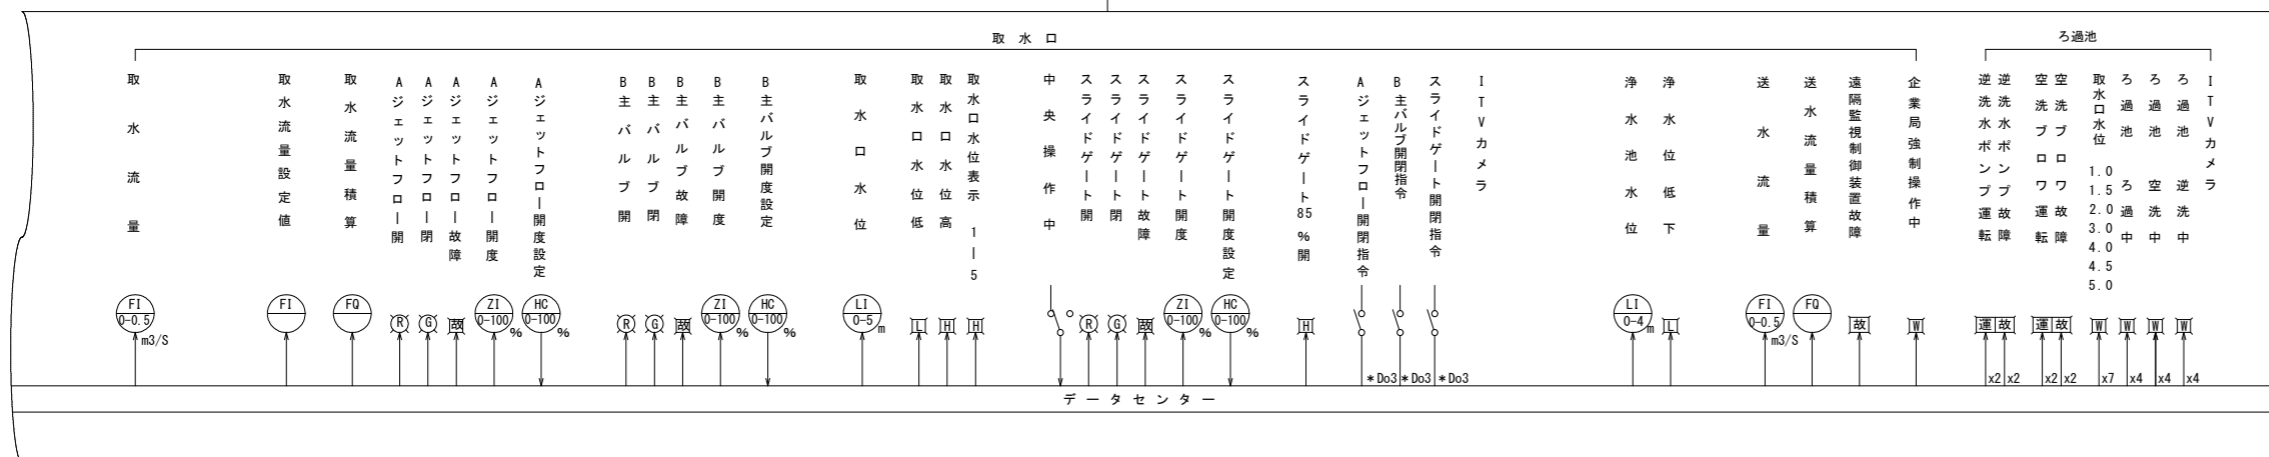 取水口
ろ過池
取水流量
取水流量設定値
取水流量積算
Aジェットフロー開
Aジェットフロー閉
Aジェットフロー故障
Aジェットフロー開度
Aジェットフロー開度設定
B主バルブ開
B主バルブ閉
B主バルブ故障
B主バルブ開度
B主バルブ開度設定
取水口水位
取水口水位低
取水口水位高
取水口水位表示 1ー5
中央操作中
スライドゲート開
スライドゲート閉
スライドゲート故障
スライドゲート開度
スライドゲート開度設定
スライドゲート85%開
Aジェットフロー開閉指令
B主バルブ開閉指令
スライドゲート開閉指令
ITVカメラ
浄水池水位
浄水位低下
送水流量
送水流量積算
遠隔監視制御装置故障
企業局強制操作中
逆洗水ポンプ運転
逆洗水ポンプ故障
空洗ブロワ運転
空洗ブロワ故障
取水口水位 1.0 1.5 2.0 3.0 4.0 4.5 5.0
ろ過池 ろ過中
ろ過池 空洗中
ろ過池 逆洗中
ITVカメラ
FI 0-0.5 m3/S
FI
FQ
R
G
故
ZI 0-100 %
HC 0-100 %
R
G
故
ZI 0-100 %
HC 0-100 %
LI 0-5 m
L
H
H
R
G
故
ZI 0-100 %
HC 0-100 %
H
*Do3
*Do3
*Do3
LI 0-4 m
L
FI 0-0.5 m3/S
FQ
故
W
運 故
運 故
W
W
W
W
x2
x2
x2
x2
x7
x4
x4
x4
データセンター